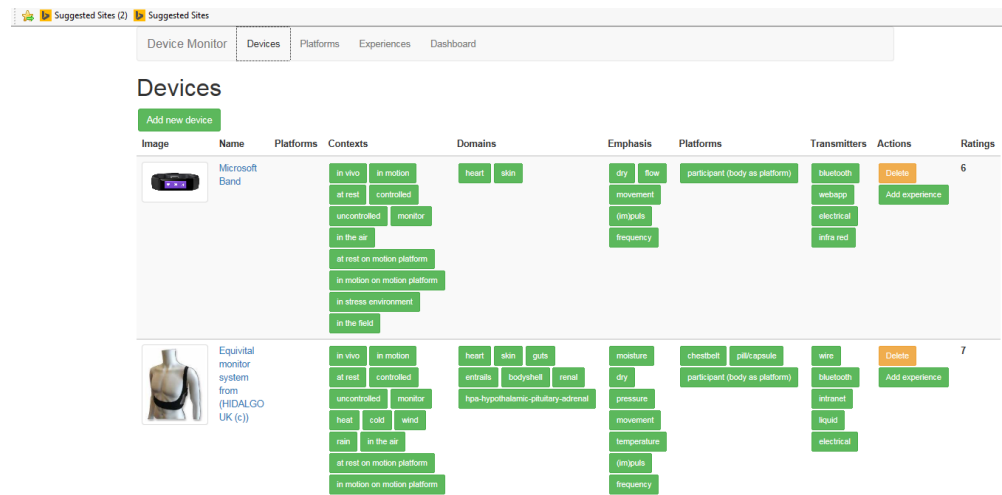 Suggested Sites (2) Suggested Sites
Device Monitor Devices Platforms Experiences Dashboard
Devices
Add new device
Image Name Platforms Contexts Domains Emphasis Platforms Transmitters Actions Ratings
Microsoft Band
in vivo in motion
at rest controlled
uncontrolled monitor
in the air
at rest on motion platform
in motion on motion platform
in stress environment
in the field
heart skin
dry flow
movement
(im)puls
frequency
participant (body as platform)
bluetooth
webapp
electrical
infra red
Delete
Add experience
6
Equivital
monitor
system
from
(HIDALGO
UK (c))
in vivo in motion
at rest controlled
uncontrolled monitor
heat cold wind
rain in the air
at rest on motion platform
in motion on motion platform
heart skin guts
entrails bodyshell renal
hpa-hypothalamic-pituitary-adrenal
moisture
dry
pressure
movement
temperature
(im)puls
frequency
chestbelt pill/capsule
participant (body as platform)
wire
bluetooth
intranet
liquid
electrical
Delete
Add experience
7